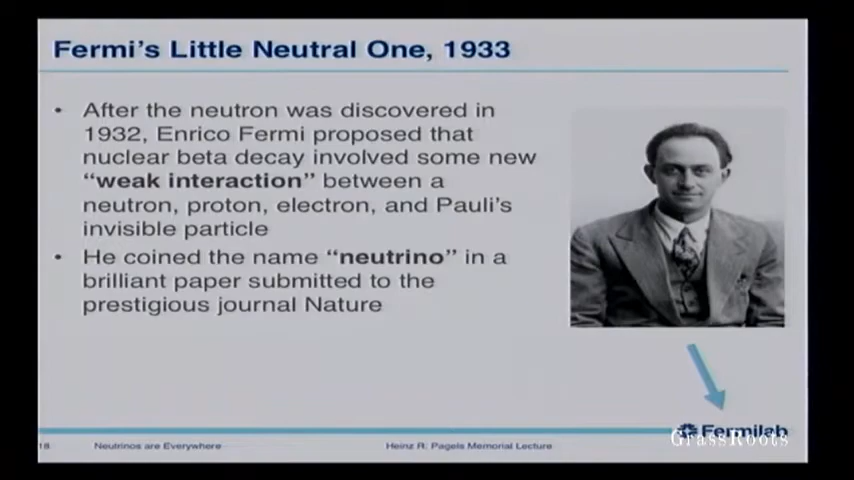 Fermi's Little Neutral One, 1933
• After the neutron was discovered in
1932, Enrico Fermi proposed that
nuclear beta decay involved some new
“weak interaction” between a
neutron, proton, electron, and Pauli's
invisible particle
• He coined the name “neutrino” in a
brilliant paper submitted to the
prestigious journal Nature
Fermilab
GrassRoots
18 Neutrinos are Everywhere Heinz R. Pagels Memorial Lecture